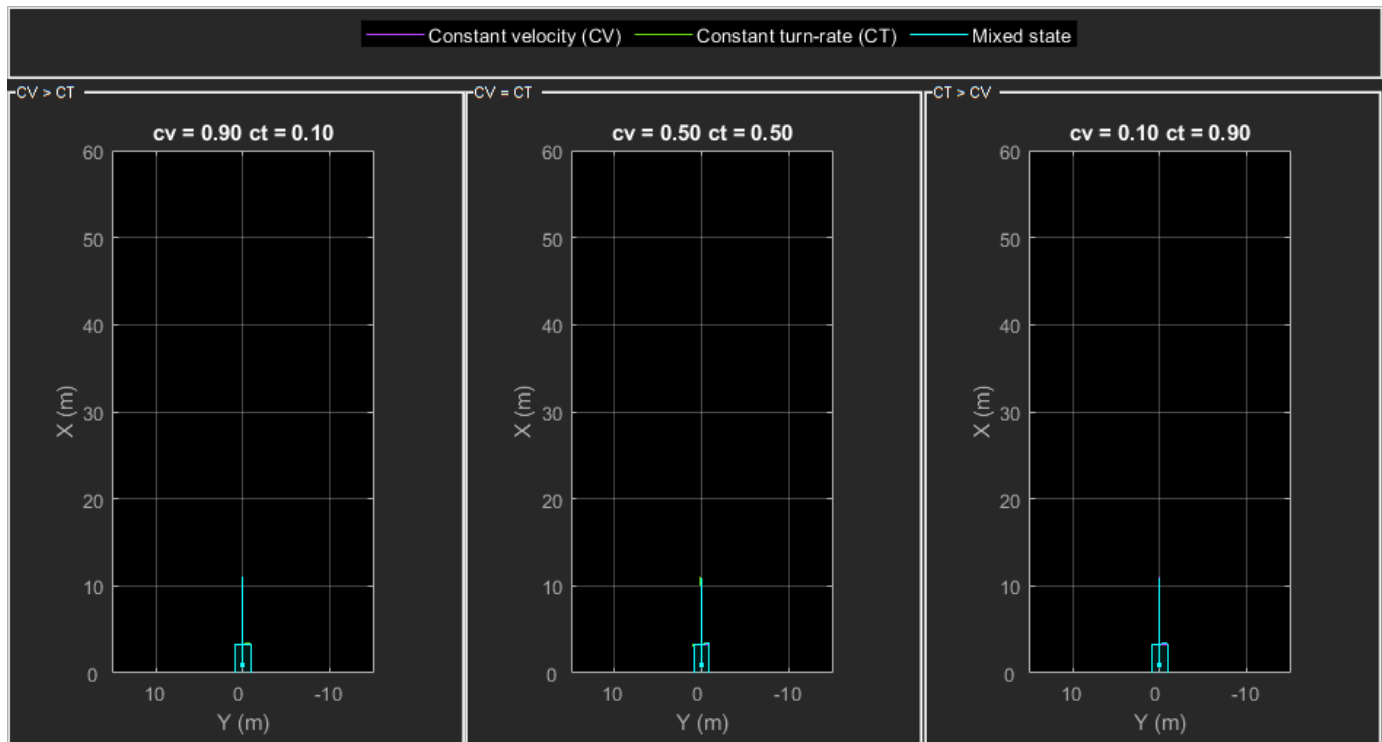 Constant velocity (CV) Constant turn-rate (CT) Mixed state
CV > CT
cv = 0.90 ct = 0.10
60
50
40
30
20
10
0
X (m)
10 0 -10
Y (m)
CV = CT
cv = 0.50 ct = 0.50
60
50
40
30
20
10
0
X (m)
10 0 -10
Y (m)
CT > CV
cv = 0.10 ct = 0.90
60
50
40
30
20
10
0
X (m)
10 0 -10
Y (m)